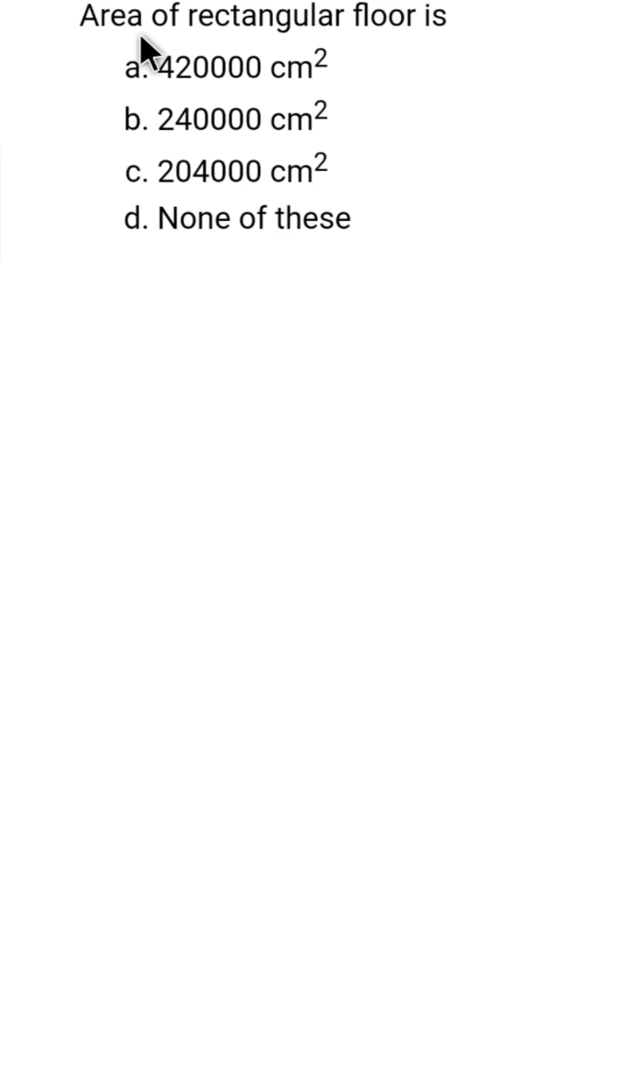 Area of rectangular floor is
a. 420000 cm²
b. 240000 cm²
c. 204000 cm²
d. None of these